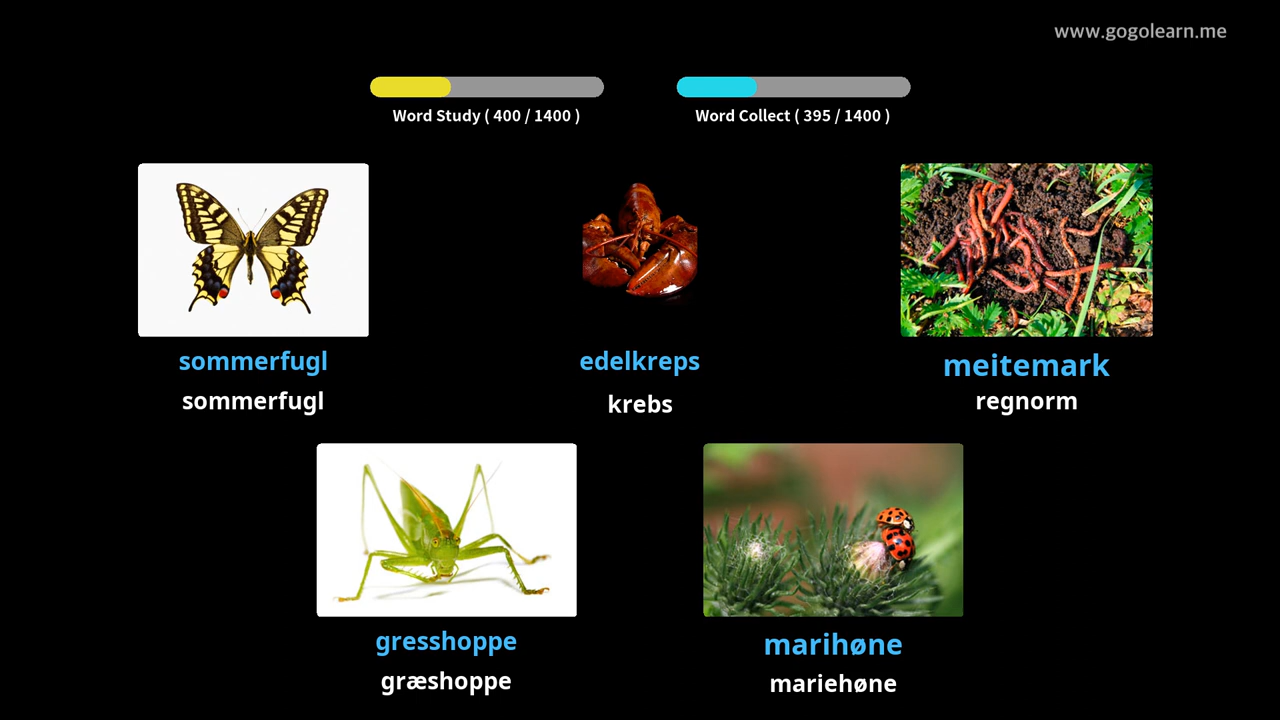 www.gogolearn.me
Word Study ( 400 / 1400 )
Word Collect ( 395 / 1400 )
sommerfugl
sommerfugl
edelkreps
krebs
meitemark
regnorm
gresshoppe
græshoppe
marihøne
mariehøne